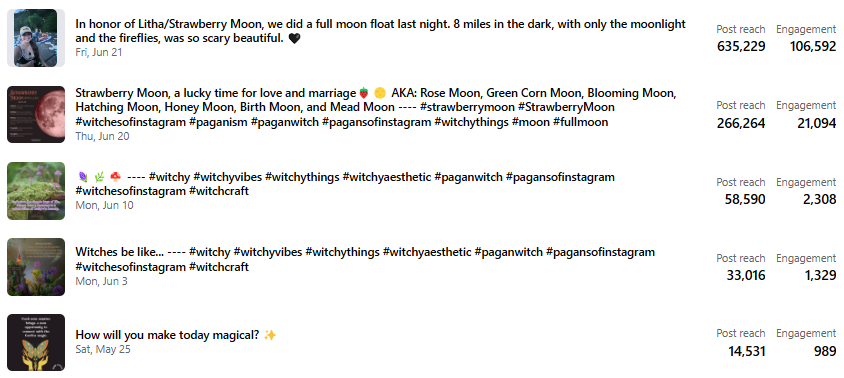 In honor of Litha/Strawberry Moon, we did a full moon float last night. 8 miles in the dark, with only the moonlight
and the fireflies, was so scary beautiful. 🖤
Fri, Jun 21
Post reach Engagement
635,229 106,592
Strawberry Moon, a lucky time for love and marriage🍓 🌕 AKA: Rose Moon, Green Corn Moon, Blooming Moon,
Hatching Moon, Honey Moon, Birth Moon, and Mead Moon ---- #strawberrymoon #StrawberryMoon
#witchesofinstagram #paganism #paganwitch #pagansofinstagram #witchythings #moon #fullmoon
Thu, Jun 20
Post reach Engagement
266,264 21,094
🔮 🌿 🍄 ---- #witchy #witchyvibes #witchythings #witchyaesthetic #paganwitch #pagansofinstagram
#witchesofinstagram #witchcraft
Mon, Jun 10
Post reach Engagement
58,590 2,308
Witches be like... ---- #witchy #witchyvibes #witchythings #witchyaesthetic #paganwitch #pagansofinstagram
#witchesofinstagram #witchcraft
Mon, Jun 3
Post reach Engagement
33,016 1,329
How will you make today magical? ✨
Sat, May 25
Post reach Engagement
14,531 989